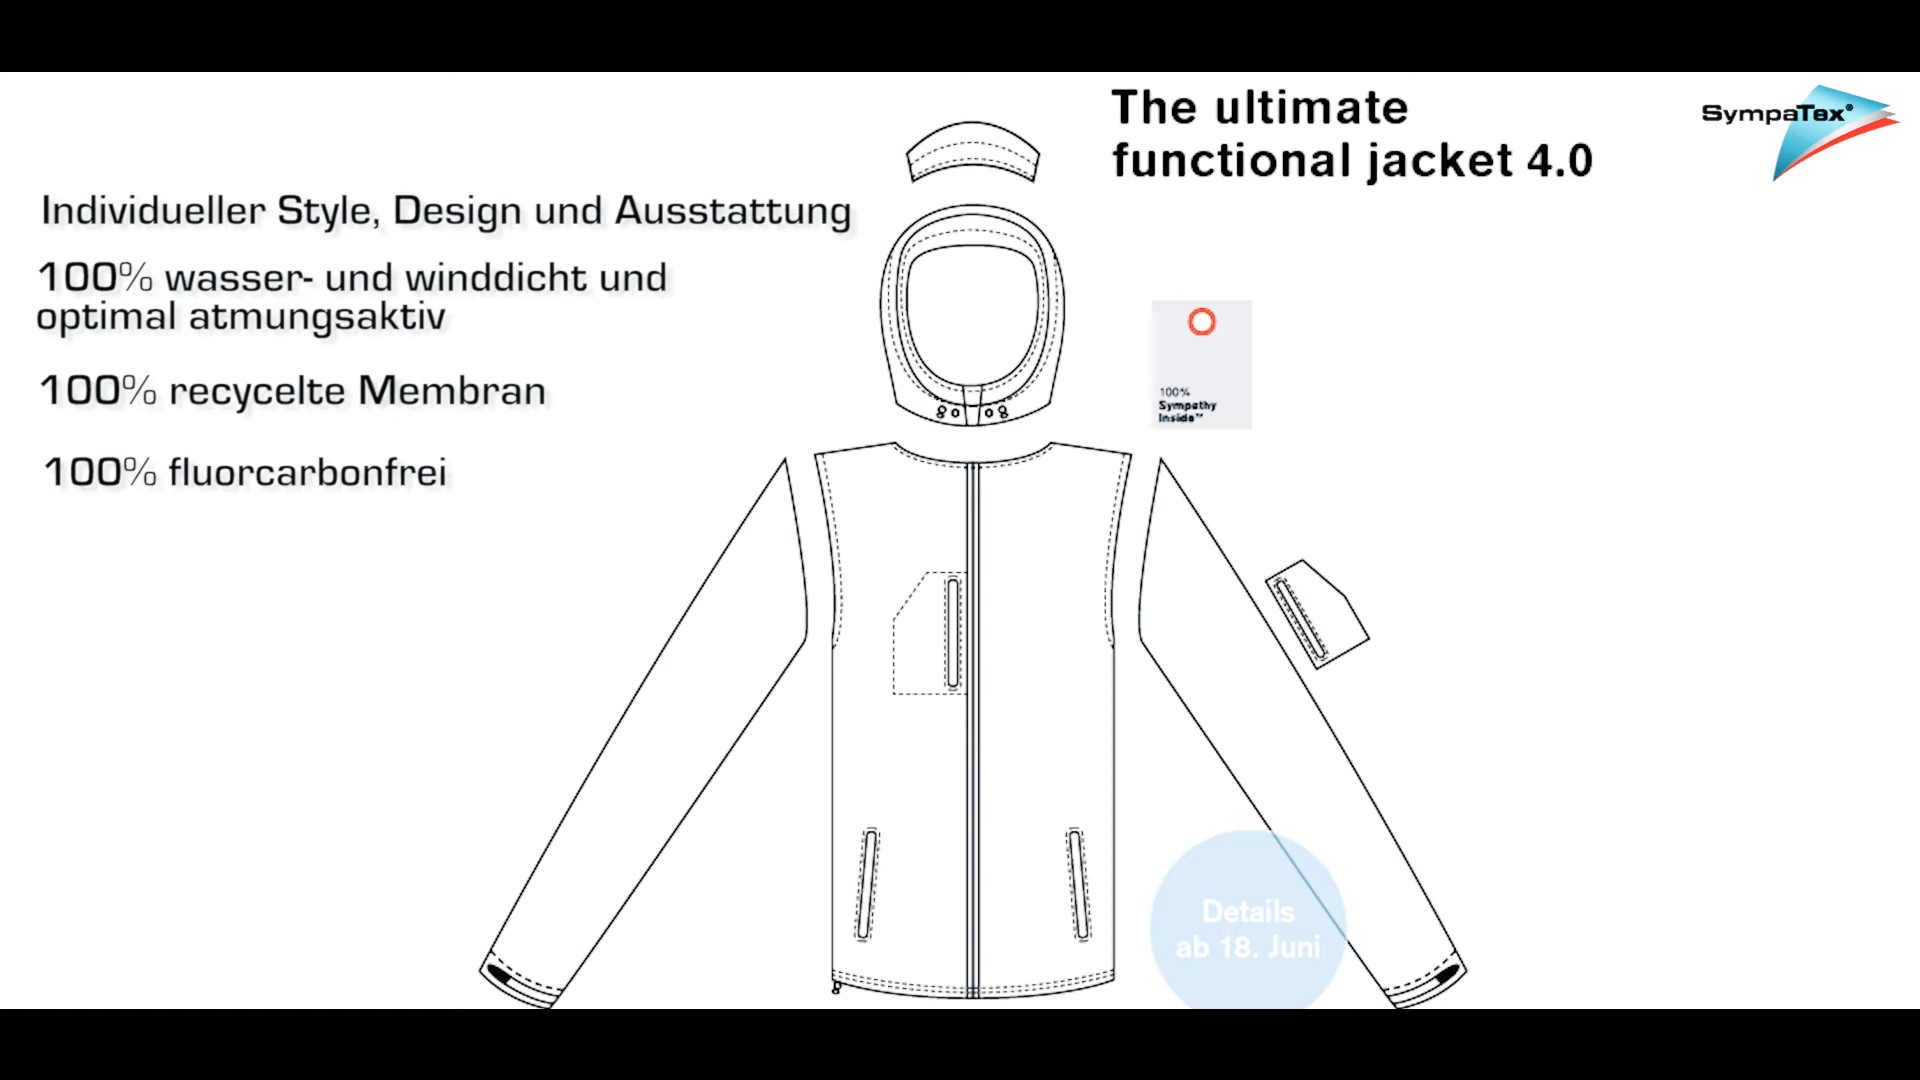 The ultimate
functional jacket 4.0
SympaTex®
Individueller Style, Design und Ausstattung
100% wasser- und winddicht und
optimal atmungsaktiv
100% recycelte Membran
100% fluorcarbonfrei
100%
Sympathy
Inside™
Details
ab 18. Juni